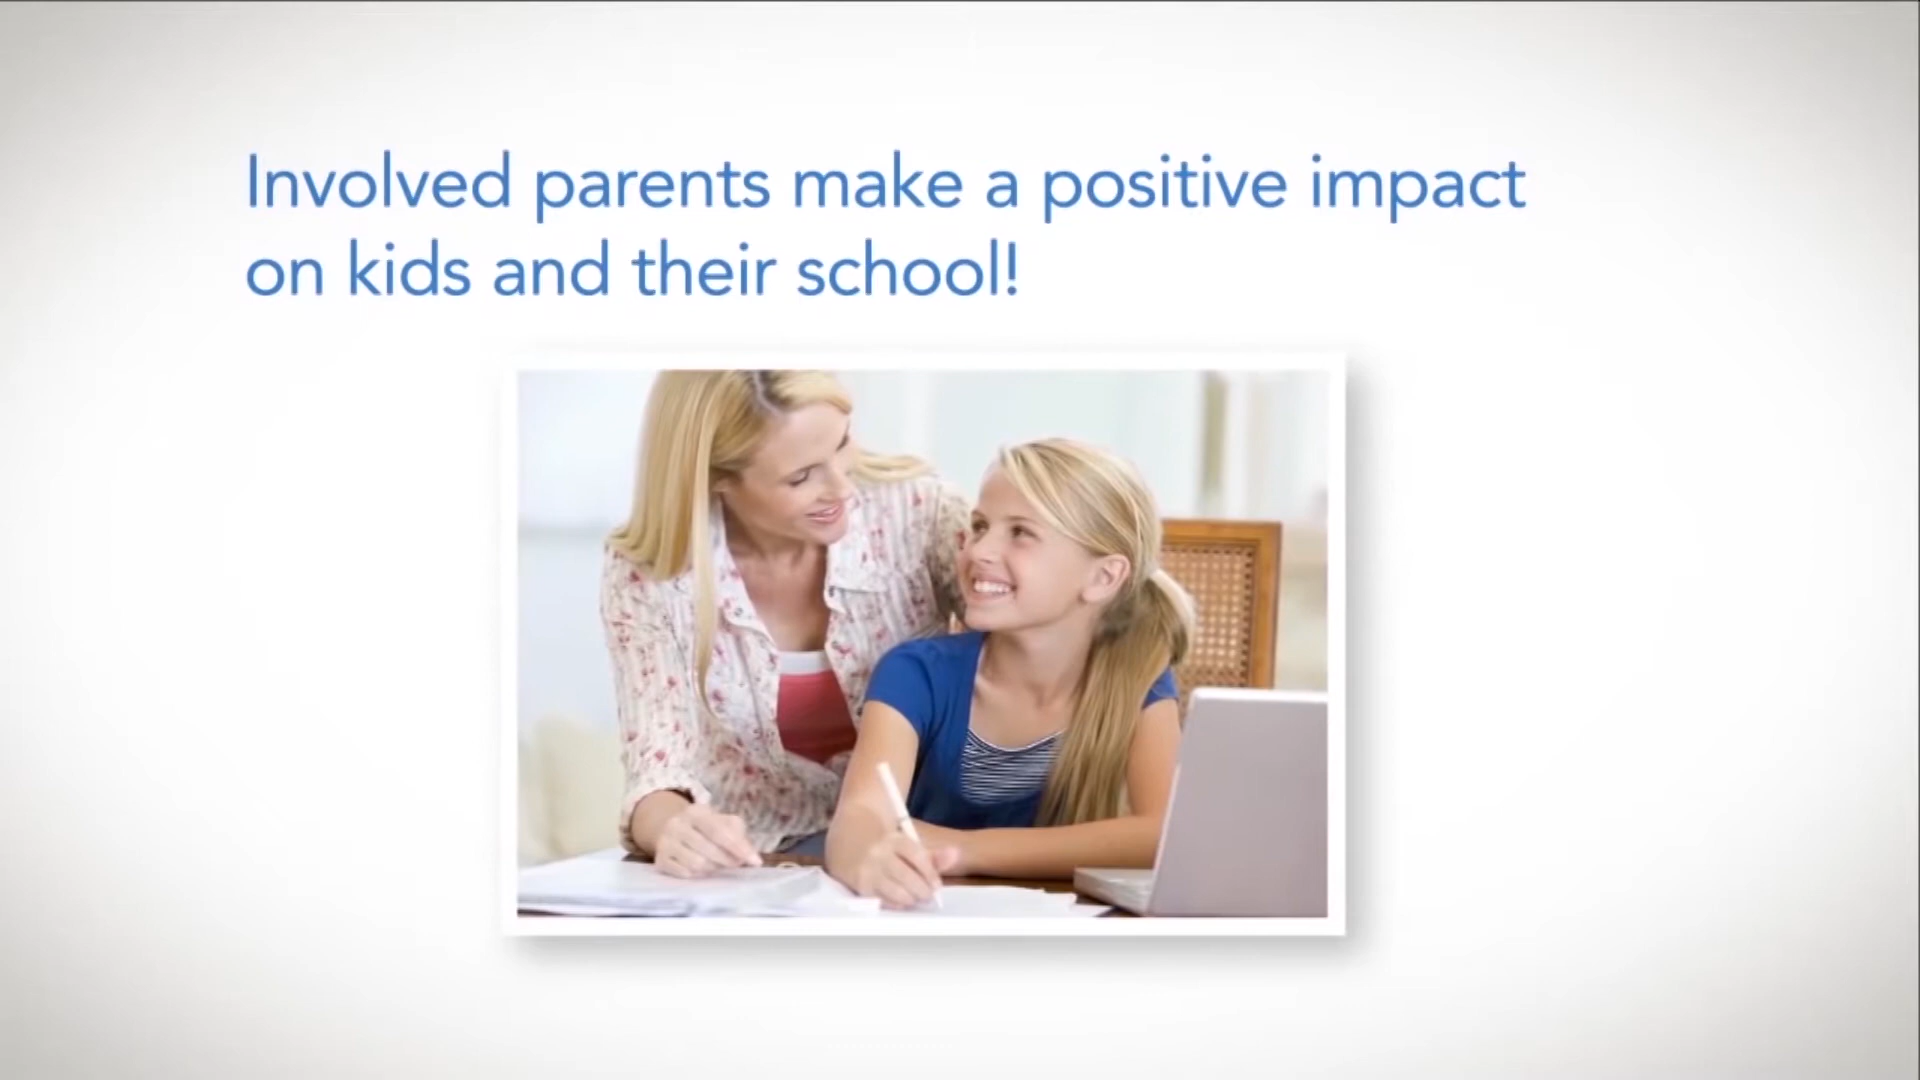 Involved parents make a positive impact
on kids and their school!